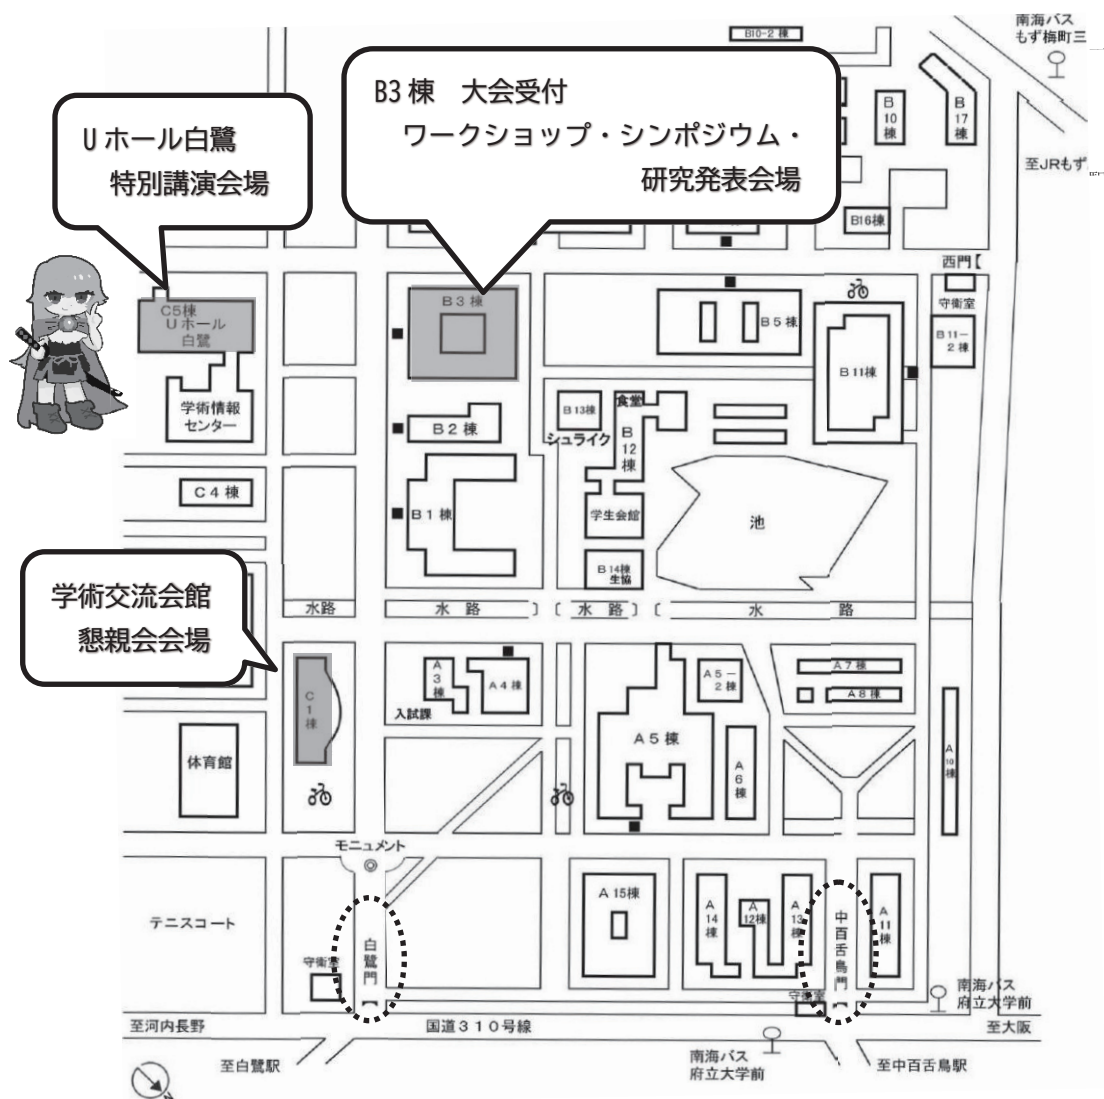 南海バス
もず梅町三
B10-2 棟
B3 棟　大会受付
ワークショップ・シンポジウム・
研究発表会場
U ホール白鷺
特別講演会場
B
10
棟
B
17
棟
至JRもず
B16棟
西門
守衛室
B11-
2 棟
C5棟
U ホール
白鷺
B 3 棟
B 5 棟
B 11棟
学術情報
センター
B 2 棟
B 13棟
シュライク
食堂
B
12
棟
C 4 棟
B 1 棟
学生会館
池
B 14棟
生協
学術交流会館
懇親会会場
水路
水　路
水　路
水　路
C
1
棟
A
3
棟
入試課
A 4 棟
A 5 棟
A 5 -
2 棟
A
6
棟
A 7 棟
A 8 棟
A
10
棟
体育館
モニュメント
テニスコート
守衛室
白
鷺
門
A 15棟
A
14
棟
A
12棟
A
13
棟
中
百
舌
鳥
門
A
11
棟
守衛室
南海バス
府立大学前
至河内長野
国道３１０号線
至大阪
至白鷺駅
南海バス
府立大学前
至中百舌鳥駅